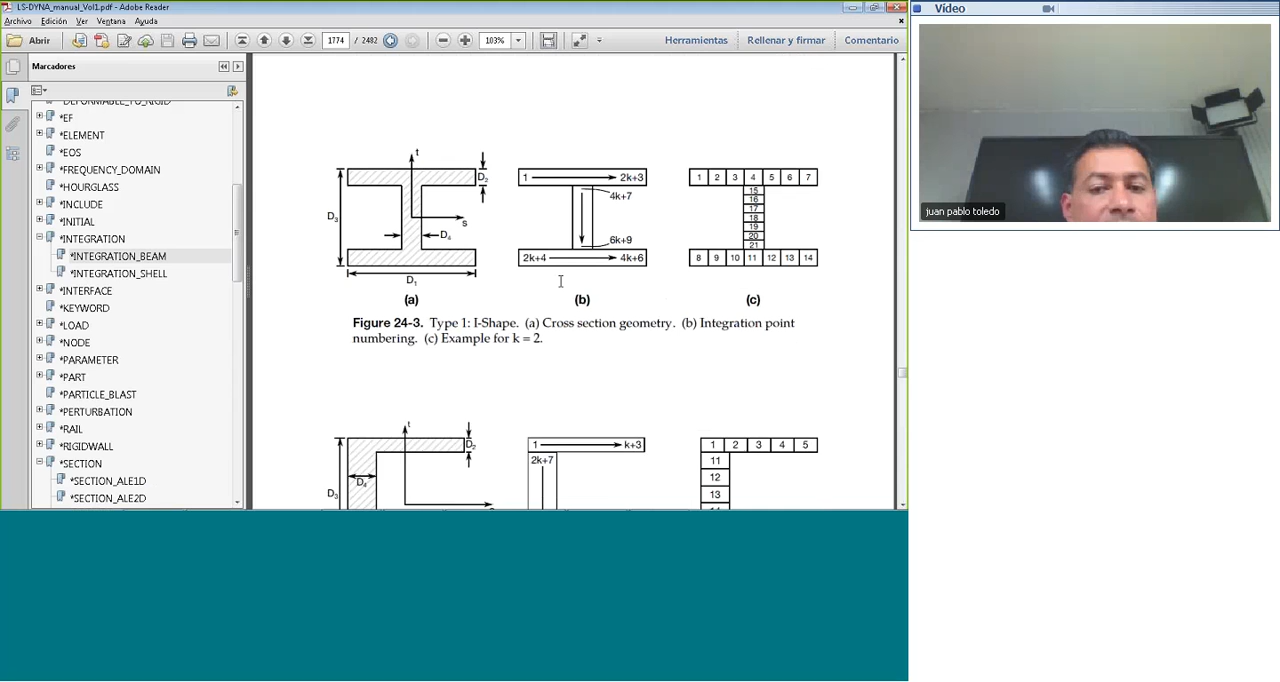 LS-DYNA_manual_Vol1.pdf - Adobe Reader
Archivo Edición Ver Ventana Ayuda
Abrir 1774 / 2482 103% Herramientas Rellenar y firmar Comentario
Marcadores
DEFORMABLE_TO_RIGID
*EF
*ELEMENT
*EOS
*FREQUENCY_DOMAIN
*HOURGLASS
*INCLUDE
*INITIAL
*INTEGRATION
*INTEGRATION_BEAM
*INTEGRATION_SHELL
*INTERFACE
*KEYWORD
*LOAD
*NODE
*PARAMETER
*PART
*PARTICLE_BLAST
*PERTURBATION
*RAIL
*RIGIDWALL
*SECTION
*SECTION_ALE1D
*SECTION_ALE2D
t
D2
D3
s
D4
D1
(a)
1 2k+3
4k+7
6k+9
2k+4 4k+6
(b)
1 2 3 4 5 6 7
15
16
17
18
19
20
21
8 9 10 11 12 13 14
(c)
Figure 24-3. Type 1: I-Shape. (a) Cross section geometry. (b) Integration point
numbering. (c) Example for k = 2.
t
D2
D4
D3
1 k+3
2k+7
1 2 3 4 5
11
12
13
Vídeo
juan pablo toledo